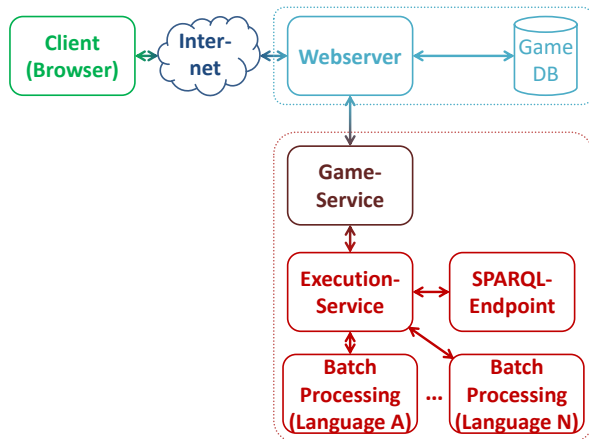 Client
(Browser)
Inter-
net
Webserver
Game
DB
Game-
Service
Execution-
Service
SPARQL-
Endpoint
Batch
Processing
(Language A)
...
Batch
Processing
(Language N)